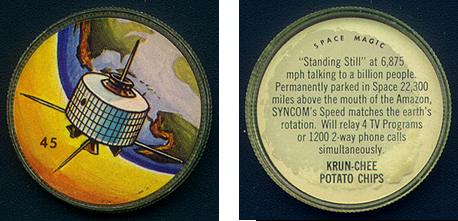 45
SPACE MAGIC
"Standing Still" at 6,875
mph talking to a billion people.
Permanently parked in Space 22,300
miles above the mouth of the Amazon,
SYNCOM's Speed matches the earth's
rotation. Will relay 4 TV Programs
or 1200 2-way phone calls
simultaneously.
KRUN-CHEE
POTATO CHIPS